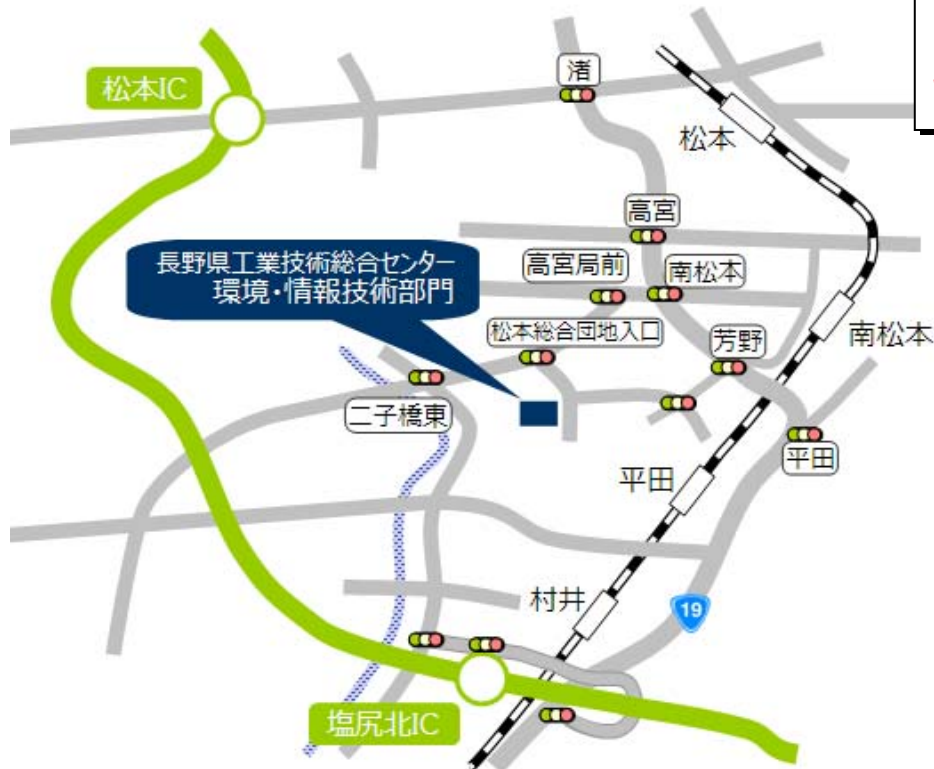 渚
松本IC
松本
高宮
長野県工業技術総合センター
環境・情報技術部門
高宮局前
南松本
松本総合団地入口
芳野
南松本
二子橋東
平田
平田
村井
19
塩尻北IC